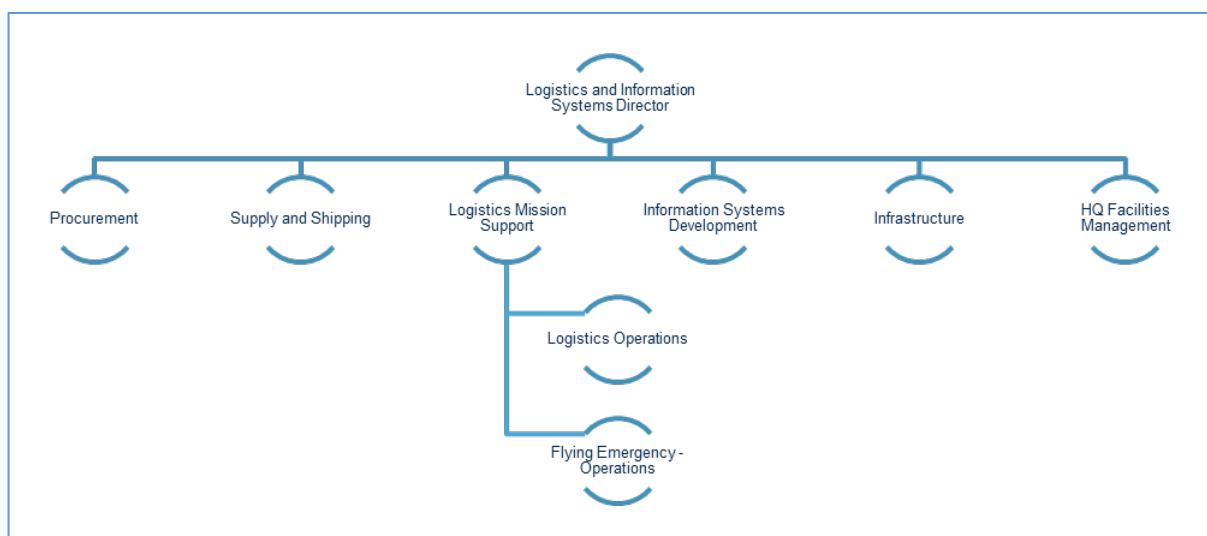 Logistics and Information
Systems Director
Procurement
Supply and Shipping
Logistics Mission
Support
Information Systems
Development
Infrastructure
HQ Facilities
Management
Logistics Operations
Flying Emergency -
Operations